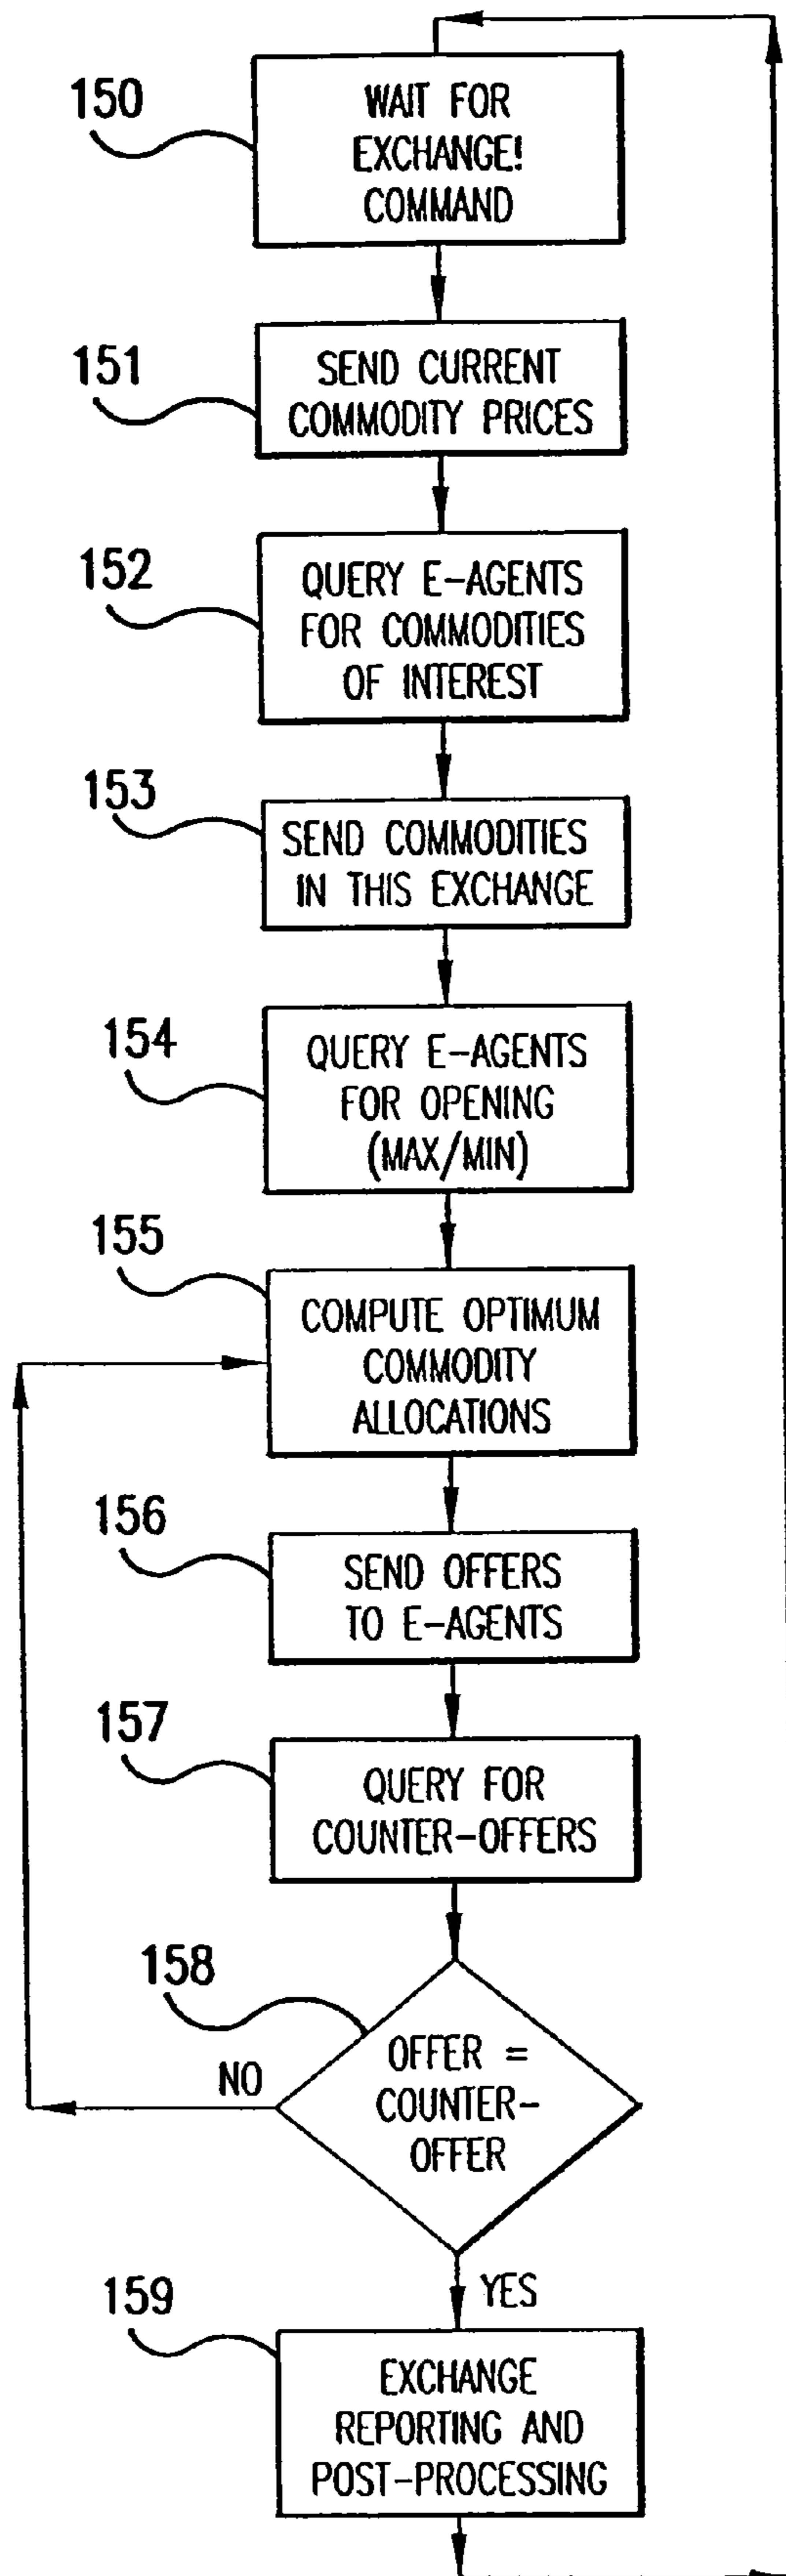 150
WAIT FOR
EXCHANGE!
COMMAND
151
SEND CURRENT
COMMODITY PRICES
152
QUERY E-AGENTS
FOR COMMODITIES
OF INTEREST
153
SEND COMMODITIES
IN THIS EXCHANGE
154
QUERY E-AGENTS
FOR OPENING
(MAX/MIN)
155
COMPUTE OPTIMUM
COMMODITY
ALLOCATIONS
156
SEND OFFERS
TO E-AGENTS
157
QUERY FOR
COUNTER-OFFERS
158
OFFER =
COUNTER-
OFFER
NO
YES
159
EXCHANGE
REPORTING AND
POST-PROCESSING